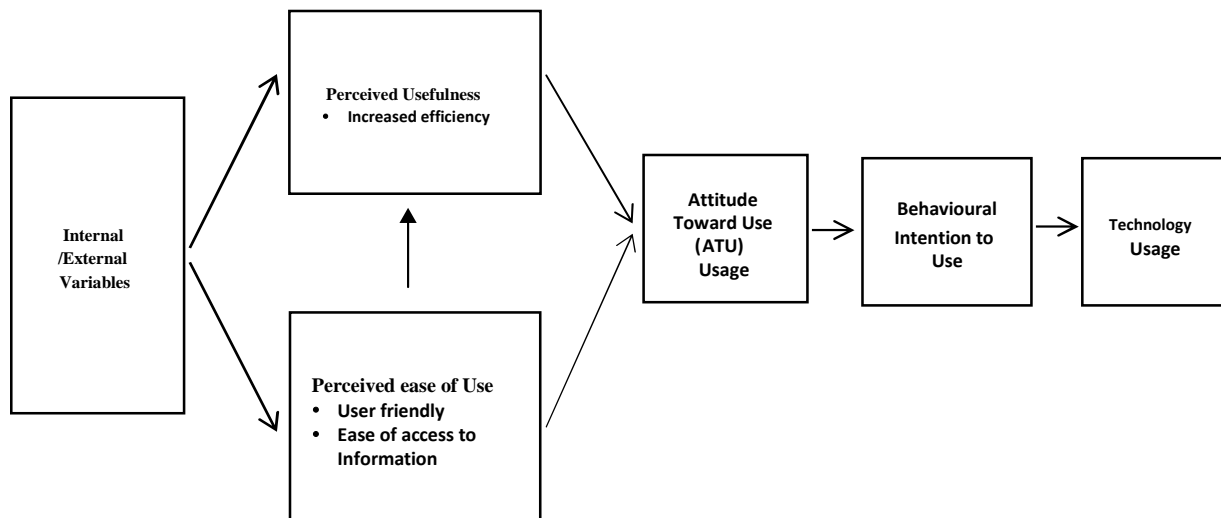 Internal
/External
Variables
Perceived Usefulness
• Increased efficiency
Perceived ease of Use
• User friendly
• Ease of access to
Information
Attitude
Toward Use
(ATU)
Usage
Behavioural
Intention to
Use
Technology
Usage